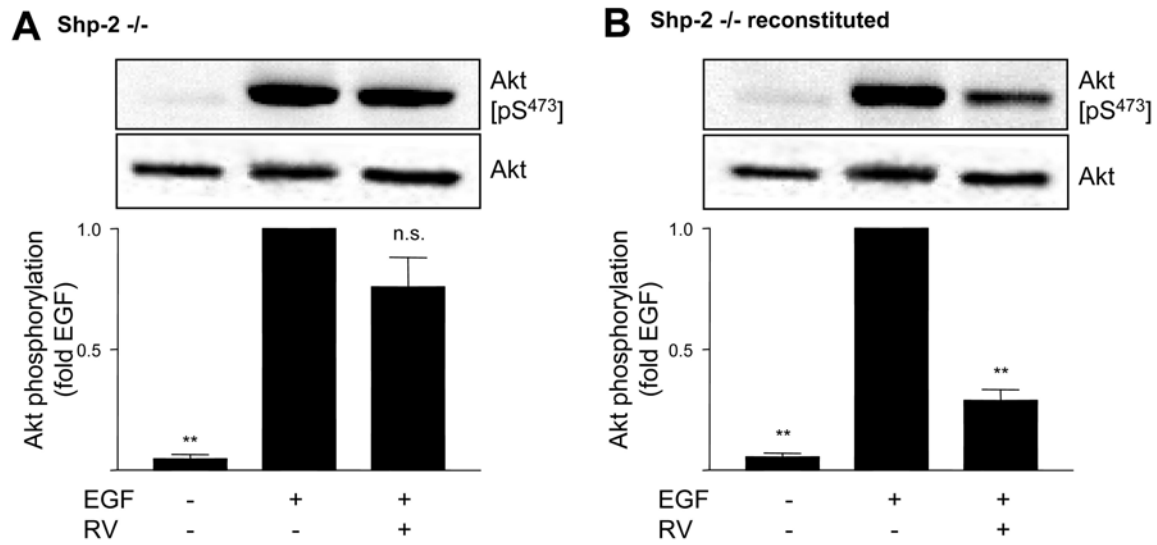 A Shp-2 -/-
Akt
[pS473]
Akt
Akt phosphorylation
(fold EGF)
1.0
0.5
**
n.s.
EGF - + +
RV - - +
B Shp-2 -/- reconstituted
Akt
[pS473]
Akt
Akt phosphorylation
(fold EGF)
1.0
0.5
**
**
EGF - + +
RV - - +